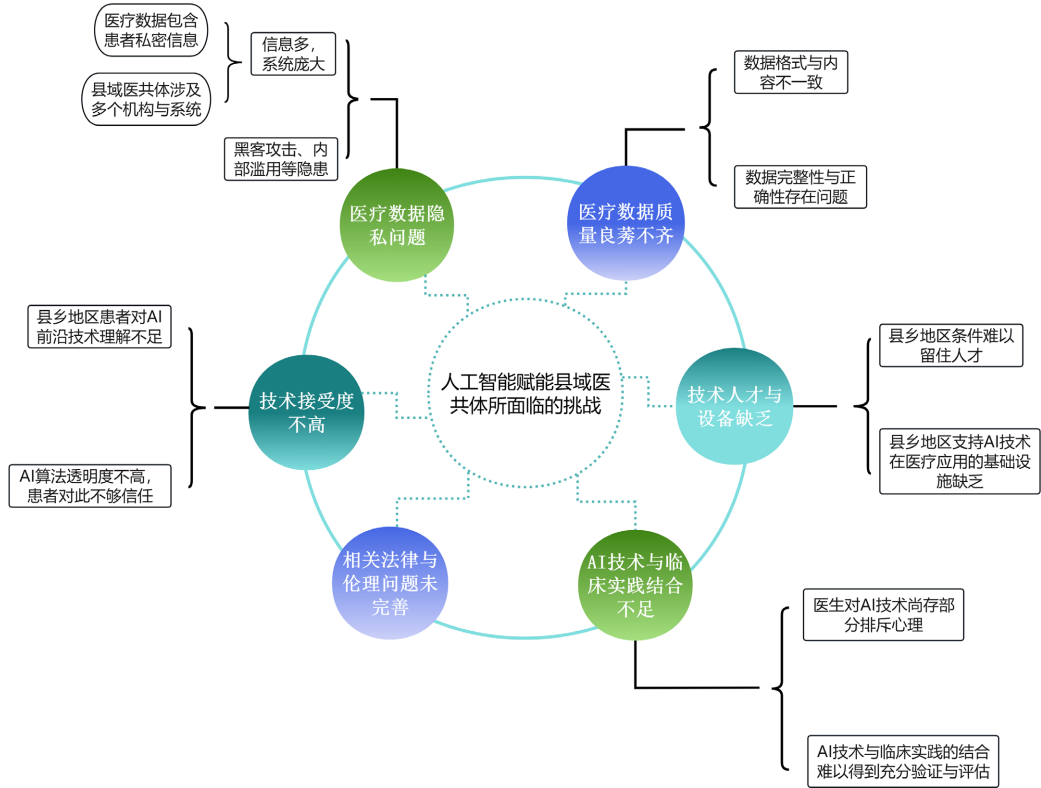 医疗数据包含
患者私密信息
县域医共体涉及
多个机构与系统
信息多，
系统庞大
黑客攻击、内
部滥用等隐患
医疗数据隐
私问题
数据格式与内
容不一致
数据完整性与正
确性存在问题
医疗数据质
量良莠不齐
县乡地区患者对AI
前沿技术理解不足
AI算法透明度不高，
患者对此不够信任
技术接受度
不高
人工智能赋能县域医
共体所面临的挑战
技术人才与
设备缺乏
县乡地区条件难以
留住人才
县乡地区支持AI技术
在医疗应用的基础设
施缺乏
相关法律与
伦理问题未
完善
AI技术与临
床实践结合
不足
医生对AI技术尚存部
分排斥心理
AI技术与临床实践的结合
难以得到充分验证与评估